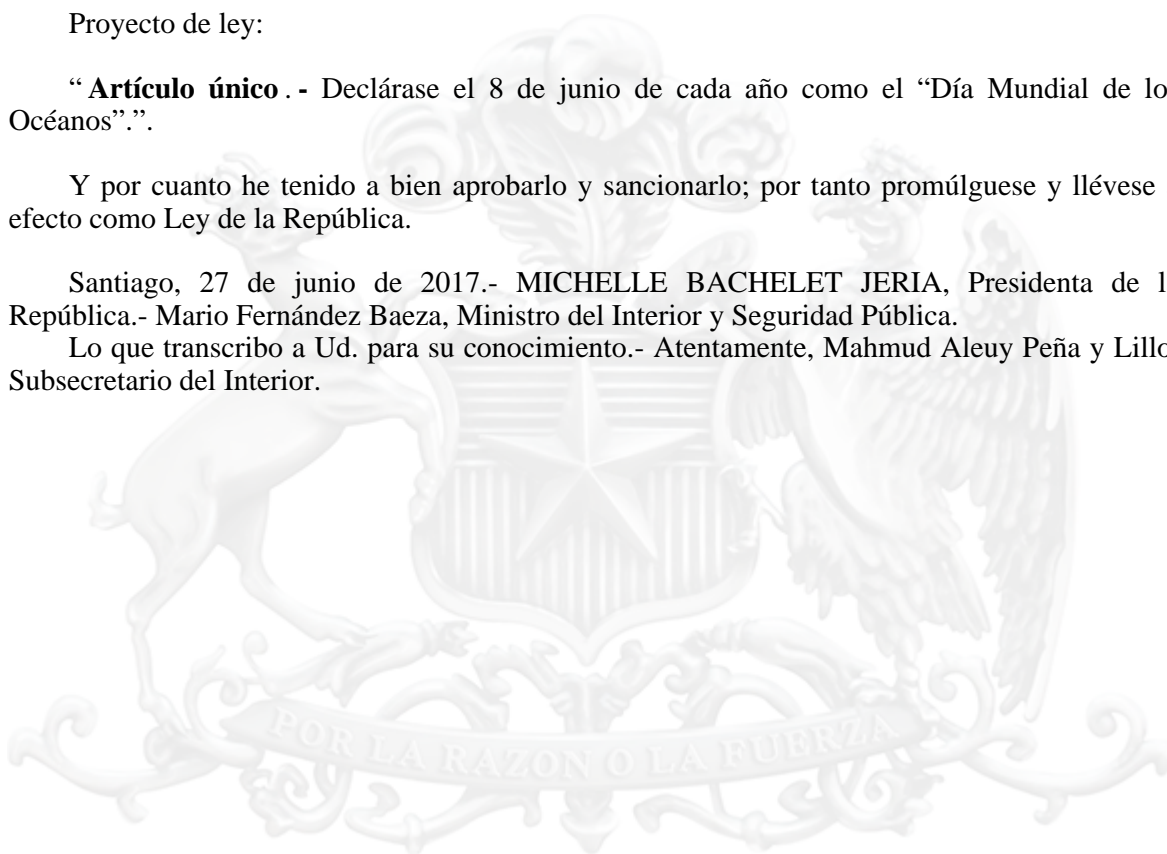 Proyecto de ley:
“ Artículo único . - Declárase el 8 de junio de cada año como el “Día Mundial de lo
Océanos”.”.
Y por cuanto he tenido a bien aprobarlo y sancionarlo; por tanto promúlguese y llévese
efecto como Ley de la República.
Santiago, 27 de junio de 2017.- MICHELLE BACHELET JERIA, Presidenta de l
República.- Mario Fernández Baeza, Ministro del Interior y Seguridad Pública.
Lo que transcribo a Ud. para su conocimiento.- Atentamente, Mahmud Aleuy Peña y Lillo
Subsecretario del Interior.
POR LA RAZON O LA FUERZA